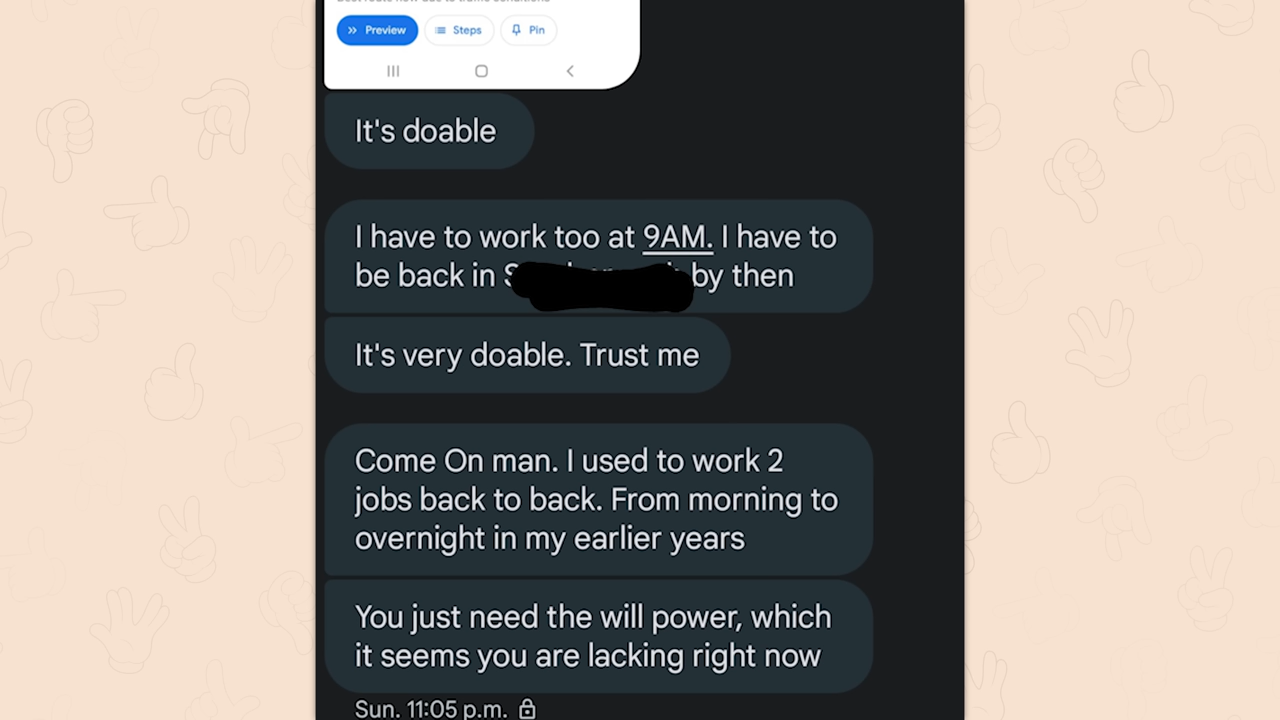 Preview
Steps
Pin
It's doable
I have to work too at 9AM. I have to
be back in by then
It's very doable. Trust me
Come On man. I used to work 2
jobs back to back. From morning to
overnight in my earlier years
You just need the will power, which
it seems you are lacking right now
Sun. 11:05 p.m.